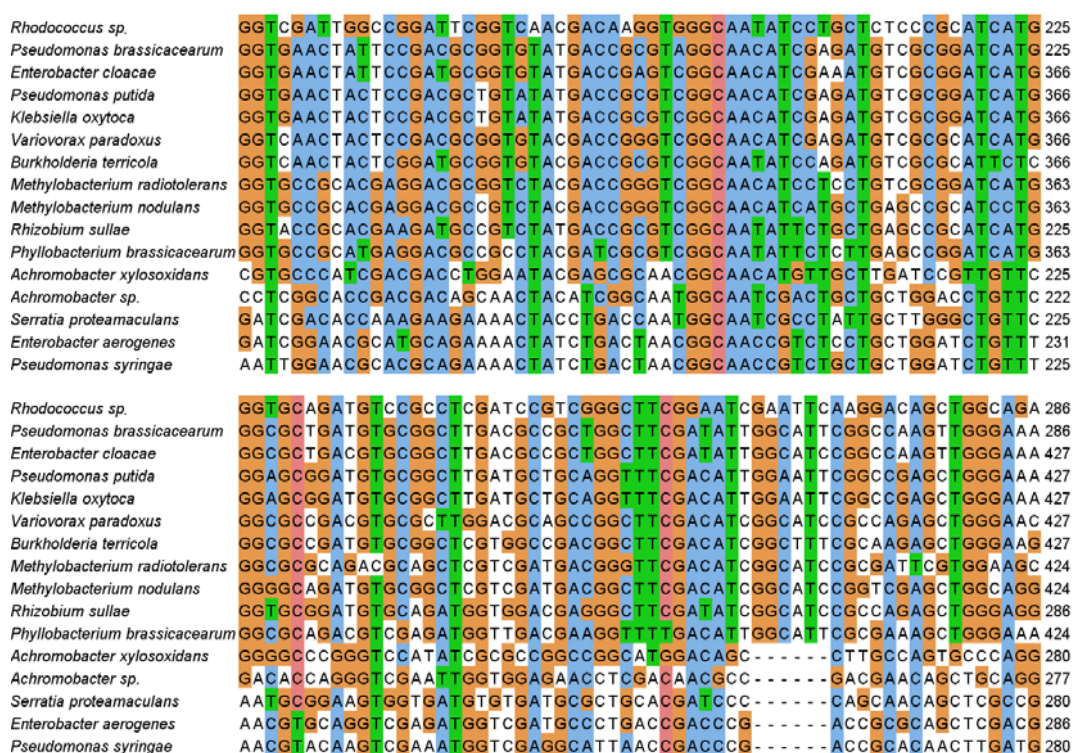 Rhodococcus sp. GGTCGATTGGCCGGATTCGGTCAACGACAAGGTGGGCAATATCCTGCTCTCCCGCATCATG 225
Pseudomonas brassicacearum GGTGAACTATTCCGACGCGGTGTATGACCGCGTAGGCAACATCGAGATGTCGCGGATCATG 225
Enterobacter cloacae GGTGAACTATTCCGATGCGGTGTATGACCGAGTCGGCAACATCGAAATGTCGCGGATCATG 366
Pseudomonas putida GGTGAACTACTCCGACGCTGTATATGACCGCGTCGGCAACATCGAGATGTCGCGGATCATG 366
Klebsiella oxytoca GGTGAACTACTCCGACGCTGTATATGACCGCGTCGGCAACATCGAGATGTCGCGGATCATG 366
Variovorax paradoxus GGTCAACTACTCCGACGCGGTGTACGACCGGGTCGGCAACATCGAGATGTCGCGCATCATG 366
Burkholderia terricola GGTCAACTACTCGGATGCGGTGTACGACCGCGTCGGCAATATCCAGATGTCGCGCATTCTC 366
Methylobacterium radiotolerans GGTGCCGCACGAGGACGCGGTCTACGACCGGGTCGGCAACATCCTCCTGTCGCGGATCATG 363
Methylobacterium nodulans GGTGCCGCACGAGGACGCCGTCTACGACCGGGTCGGCAACATCATGCTGAGCCGCATCCTG 363
Rhizobium sullae GGTACCGCACGAAGATGCCGTCTATGACCGCGTCGGCAATATTCTGCTGAGCCGCATCATG 225
Phyllobacterium brassicacearum GGTGCCGCATGAGGACGCCGCCTACGATCGCGTCGGCAATATTCTCTTGAGCCGGATCATG 363
Achromobacter xylosoxidans CGTGCCCATCGACGACCTGGAATACGAGCGCAACGGCAACATGTTGCTTGATCCGTTGTTC 225
Achromobacter sp. CCTCGGCACCGACGACAGCAACTACATCGGCAATGGCAATCGACTGCTGCTGGACCTGTTC 222
Serratia proteamaculans GATCGACACCAAAGAAGAAAACTACCTGACCAATGGCAATCGCCTATTGCTTGGGCTGTTC 225
Enterobacter aerogenes GATCGGAACGCATGCAGAAAACTATCTGACTAACGGCAACCGTCTCCTGCTGGATCTGTTT 231
Pseudomonas syringae AATTGGAACGCACGCAGAAAACTATCTGACTAACGGCAACCGTCTGCTGCTGGATCTGTTT 225
Rhodococcus sp. GGTGCAGATGTCCGCCTCGATCCGTCGGGCTTCGGAATCGAATTCAAGGACAGCTGGCAGA 286
Pseudomonas brassicacearum GGCGCTGATGTGCGGCTTGACGCCGCTGGCTTCGATATTGGCATTCGGCCAAGTTGGGAAA 286
Enterobacter cloacae GGCGCTGACGTGCGGCTTGACGCCGCTGGCTTCGATATTGGCATCCGGCCAAGTTGGGAAA 427
Pseudomonas putida GGAGCGGATGTGCGGCTTGATGCTGCAGGTTTCGACATTGGAATTCGGCCGAGCTGGGAAA 427
Klebsiella oxytoca GGAGCGGATGTGCGGCTTGATGCTGCAGGTTTCGACATTGGAATTCGGCCGAGCTGGGAAA 427
Variovorax paradoxus GGCGCCGACGTGCGCTTGGACGCAGCCGGCTTCGACATCGGCATCCGCCAGAGCTGGGAAC 427
Burkholderia terricola GGCGCCGATGTGCGGCTCGTGGCCGACGGCTTCGACATCGGCTTTCGCAAGAGCTGGGAAG 427
Methylobacterium radiotolerans GGCGCGCAGACGCAGCTCGTCGATGACGGGTTCGACATCGGCATCCGCGATTCGTGGAAGC 424
Methylobacterium nodulans GGGGCAGATGTGCGGCTCGTCGATGACGGCTTCGACATCGGCATCCGGTCGAGCTGGCAGG 424
Rhizobium sullae GGTGCGGATGTGCAGATGGTGGACGAGGGCTTCGATATCGGCATCCGCCAGAGCTGGGAGG 286
Phyllobacterium brassicacearum GGCGCAGACGTCGAGATGGTTGACGAAGGTTTTGACATTGGCATTCGCGAAAGCTGGGAAA 424
Achromobacter xylosoxidans GGGGCCCGGGTCCATATCGCGCCGGCCGGCATGGACAGC------CTTGCCAGTGCCCAGG 280
Achromobacter sp. GACACCAGGGTCGAATTGGTGGAGAACCTCGACAACGCC------GACGAACAGCTGCAGG 277
Serratia proteamaculans AATGCGGAAGTGGTGATGTGTGATGCGCTGCACGATCCC------CAGCAACAGCTCGCCG 280
Enterobacter aerogenes AACGTGCAGGTCGAGATGGTCGATGCCCTGACCGACCCG------ACCGCGCAGCTCGACG 286
Pseudomonas syringae AACGTACAAGTCGAAATGGTCGAGGCATTAACCGACCCG------ACCGCACAACTTGATG 280